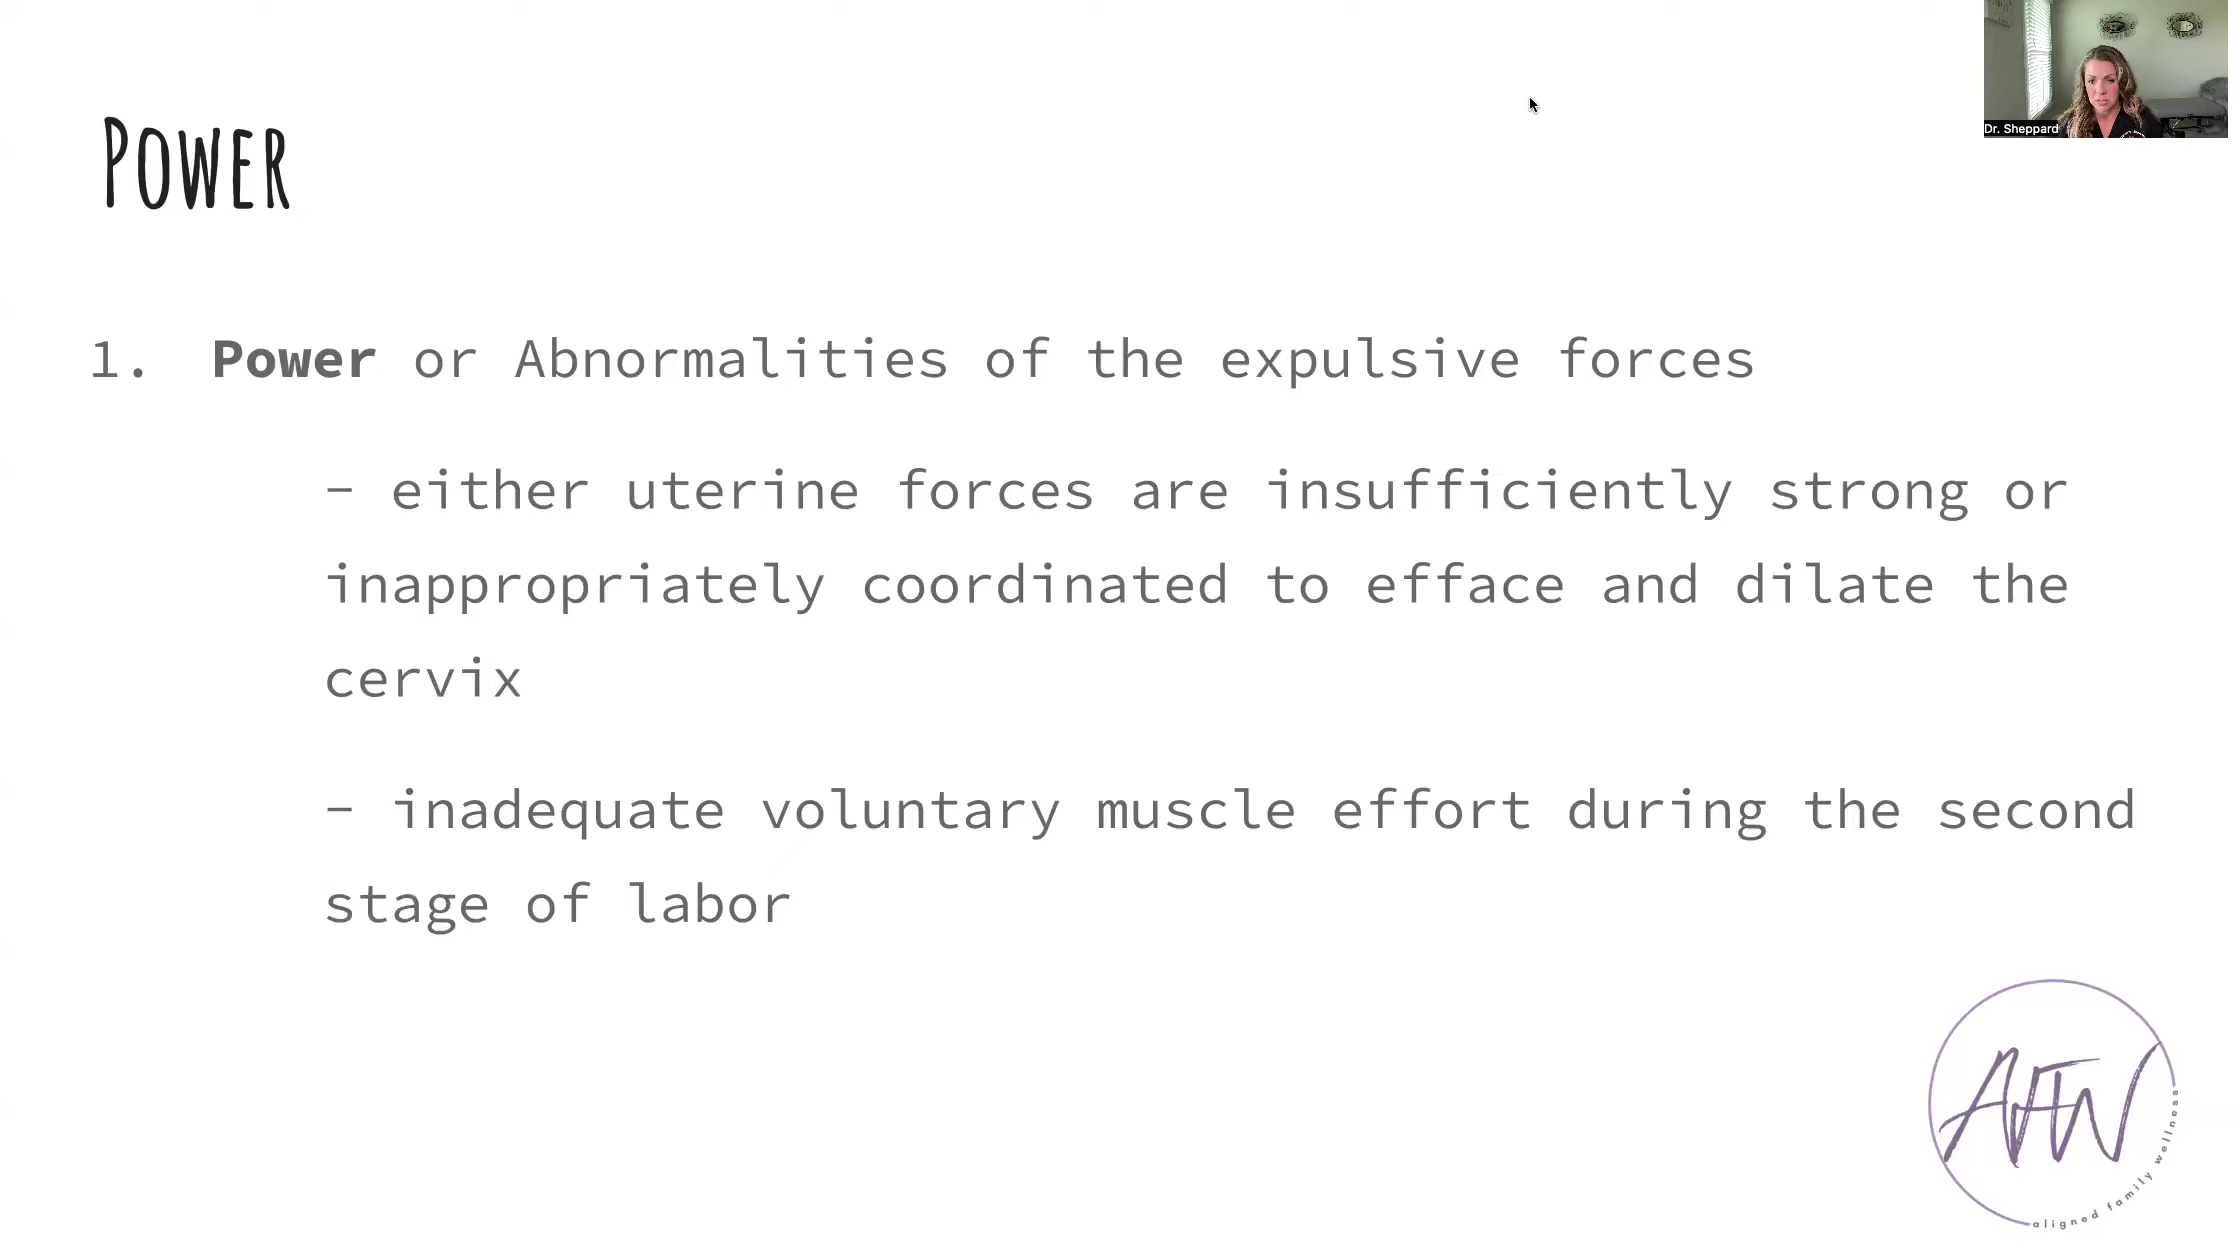 Dr. Sheppard
POWER
1. Power or Abnormalities of the expulsive forces
– either uterine forces are insufficiently strong or
inappropriately coordinated to efface and dilate the
cervix
– inadequate voluntary muscle effort during the second
stage of labor
AFW
aligned family wellness